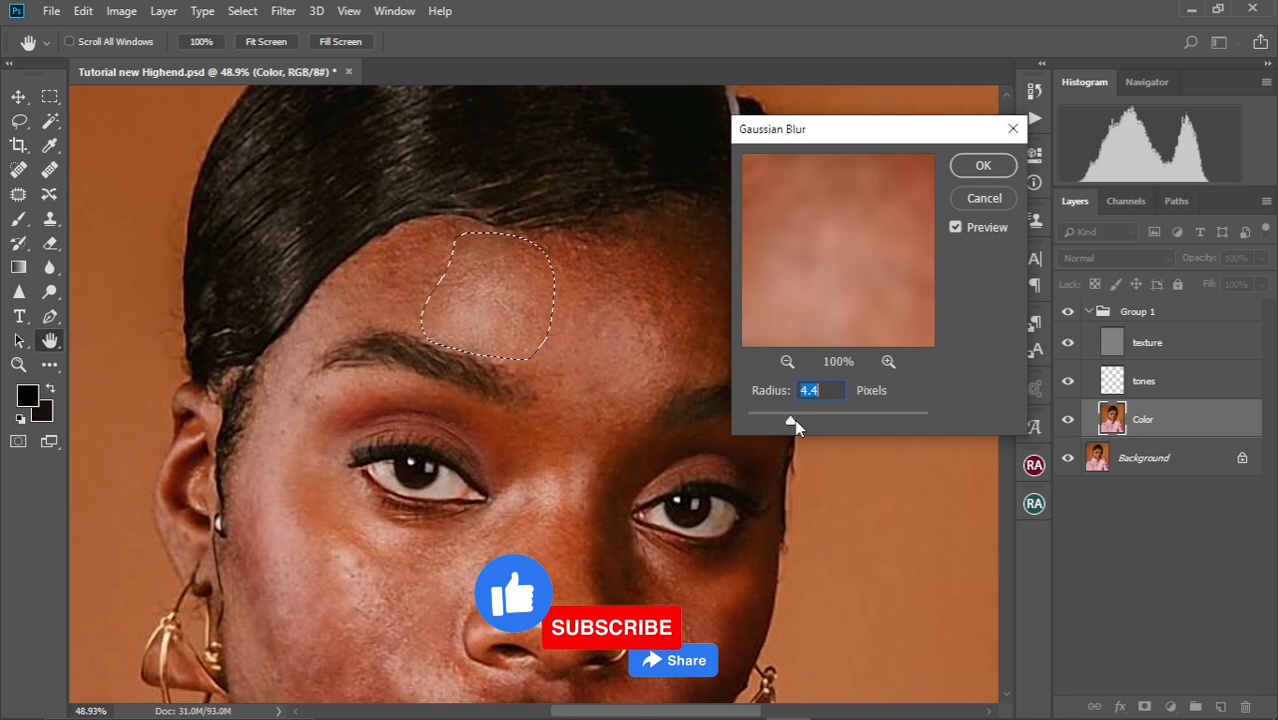 Ps File Edit Image Layer Type Select Filter 3D View Window Help
Scroll All Windows 100% Fit Screen Fill Screen
Tutorial new Highend.psd @ 48.9% (Color, RGB/8#) * ×
Histogram Navigator
Gaussian Blur
OK
Cancel
Preview
100%
Radius: 4.4 Pixels
Layers Channels Paths
Kind
Normal Opacity: 100%
Lock: Fill: 100%
Group 1
texture
tones
Color
Background
RA
RA
SUBSCRIBE
Share
48.93% Doc: 31.0M/93.0M